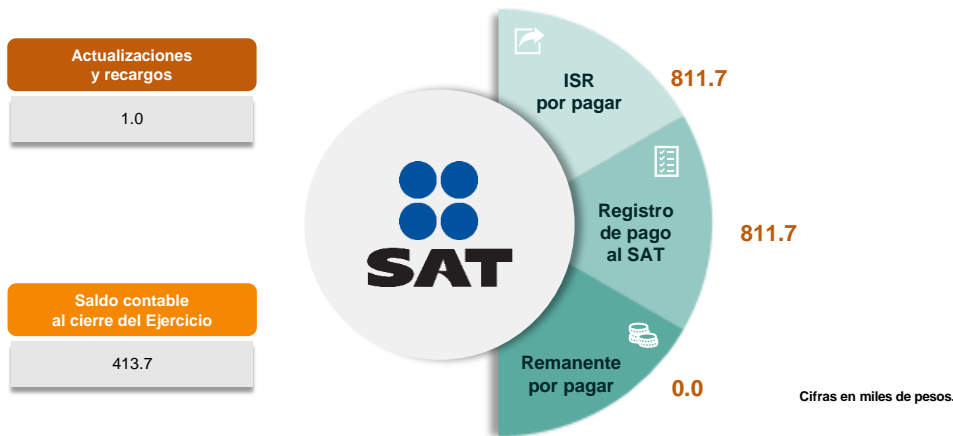 Actualizaciones
y recargos
1.0
Saldo contable
al cierre del Ejercicio
413.7
SAT
ISR
por pagar
811.7
Registro
de pago
al SAT
811.7
Remanente
por pagar
0.0
Cifras en miles de pesos.